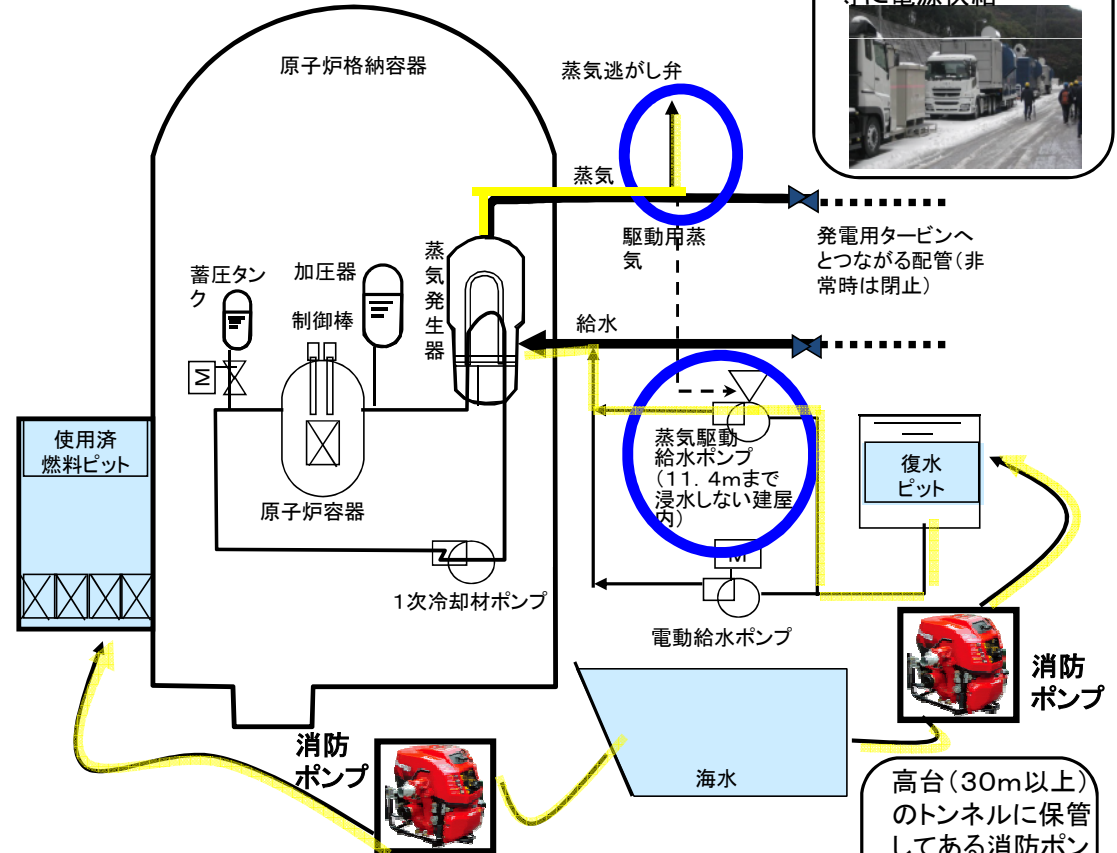 等に電源供給
原子炉格納容器
蒸気逃がし弁
蒸気
駆動用蒸
気
発電用タービンへ
とつながる配管(非
常時は閉止)
蒸気発生器
蓄圧タン
ク
加圧器
制御棒
M
給水
使用済
燃料ピット
原子炉容器
蒸気駆動
給水ポンプ
(11.4mまで
浸水しない建屋
内)
復水
ピット
M
1次冷却材ポンプ
電動給水ポンプ
消防
ポンプ
消防
ポンプ
海水
高台(30m以上)
のトンネルに保管
してある消防ポン